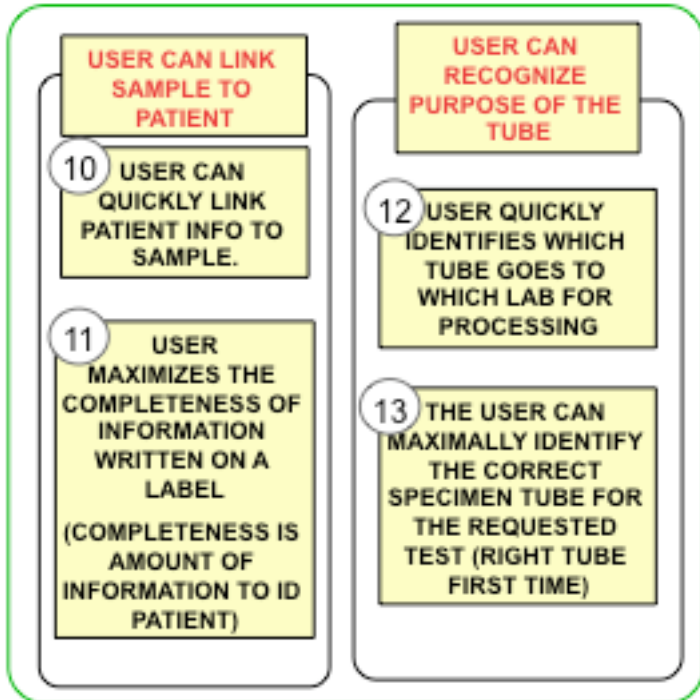 USER CAN LINK
SAMPLE TO
PATIENT
10
USER CAN
QUICKLY LINK
PATIENT INFO TO
SAMPLE.
11
USER
MAXIMIZES THE
COMPLETENESS OF
INFORMATION
WRITTEN ON A
LABEL
(COMPLETENESS IS
AMOUNT OF
INFORMATION TO ID
PATIENT)
USER CAN
RECOGNIZE
PURPOSE OF THE
TUBE
12
USER QUICKLY
IDENTIFIES WHICH
TUBE GOES TO
WHICH LAB FOR
PROCESSING
13
THE USER CAN
MAXIMALLY IDENTIFY
THE CORRECT
SPECIMEN TUBE FOR
THE REQUESTED
TEST (RIGHT TUBE
FIRST TIME)